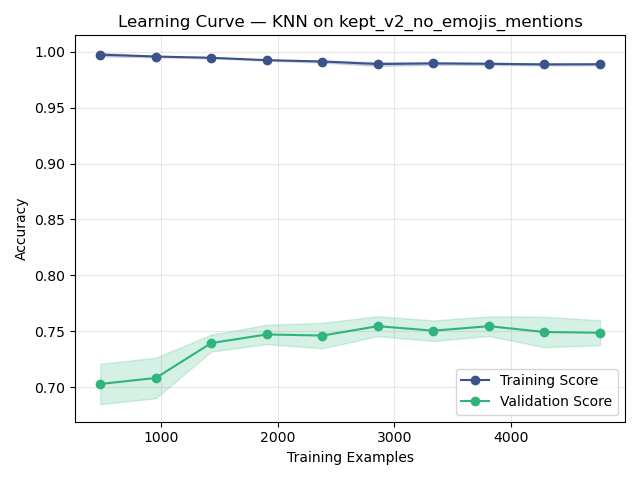 Learning Curve — KNN on kept_v2_no_emojis_mentions
1.00
0.95
0.90
0.85
0.80
0.75
0.70
Accuracy
Training Score
Validation Score
1000
2000
3000
4000
Training Examples